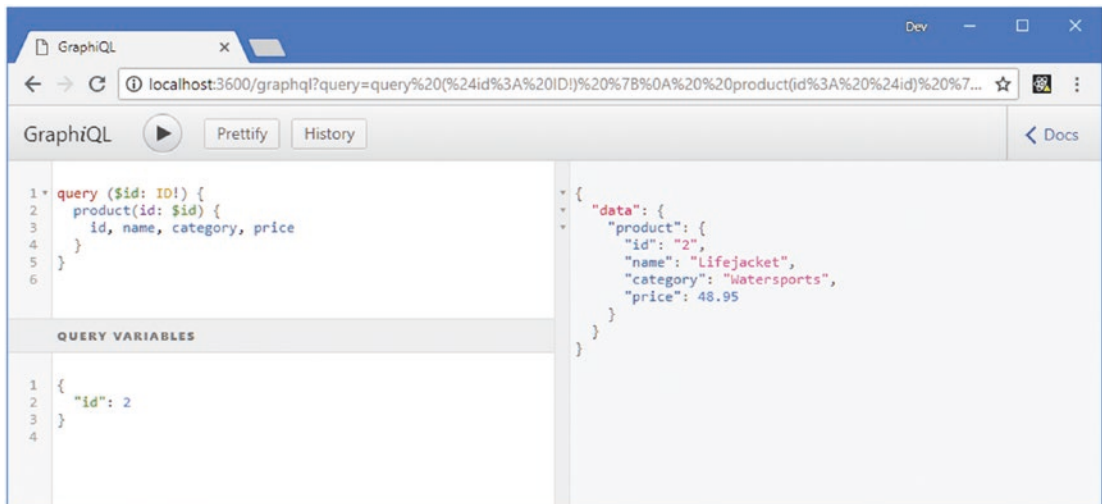 Dev
GraphiQL
localhost:3600/graphql?query=query%20(%24id%3A%20ID!)%20%7B%0A%20%20product(id%3A%20%24id)%20%7...
GraphiQL
Prettify
History
Docs
1 query ($id: ID!) {
2 product(id: $id) {
3 id, name, category, price
4 }
5 }
6
QUERY VARIABLES
1 {
2 "id": 2
3 }
4
{
"data": {
"product": {
"id": "2",
"name": "Lifejacket",
"category": "Watersports",
"price": 48.95
}
}
}